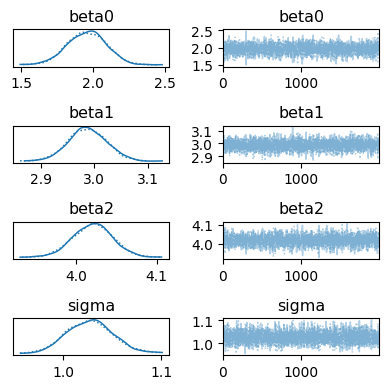 beta0 beta0
2.5
2.0
1.5
1.5 2.0 2.5 0 1000
beta1 beta1
3.1
3.0
2.9
2.9 3.0 3.1 0 1000
beta2 beta2
4.1
4.0
4.0 4.1 0 1000
sigma sigma
1.1
1.0
1.0 1.1 0 1000